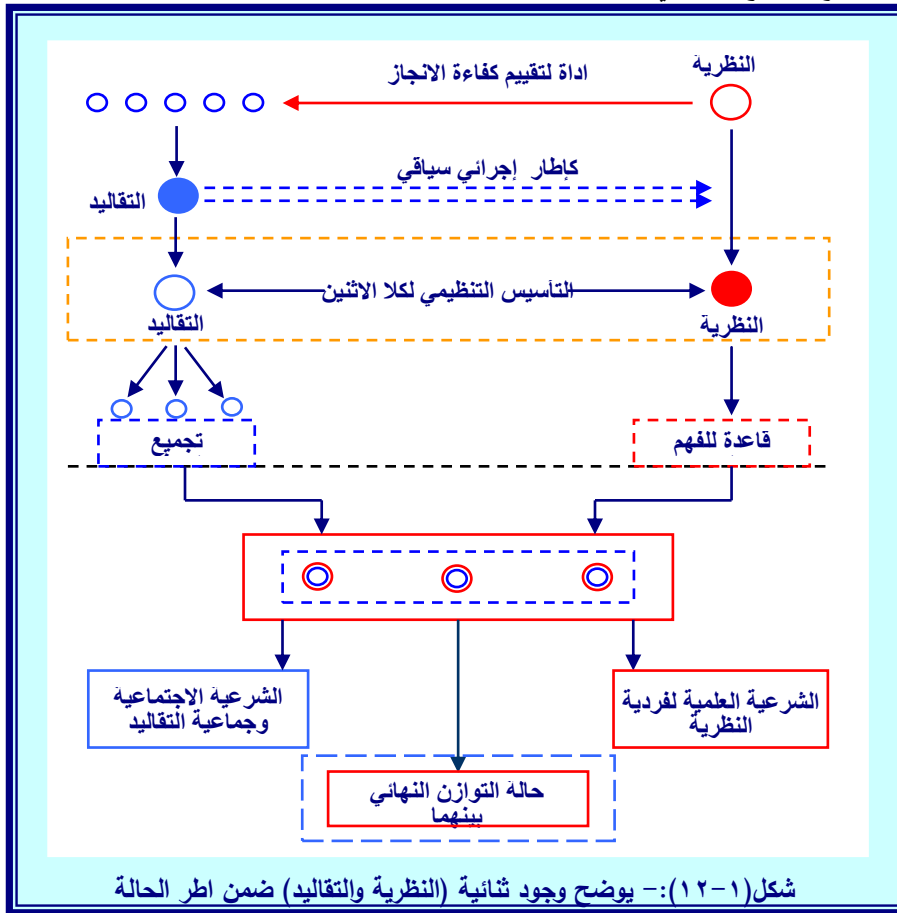 النظرية
اداة لتقييم كفاءة الانجاز
كإطار إجرائي سياقي
التقاليد
التأسيس التنظيمي لكلا الاثنين
النظرية
التقاليد
قاعدة للفهم
تجميع
الشرعية العلمية لفردية
النظرية
الشرعية الاجتماعية
وجماعية التقاليد
حالة التوازن النهائي
بينهما
شكل(١-١٢):- يوضح وجود ثنائية (النظرية والتقاليد) ضمن اطر الحالة